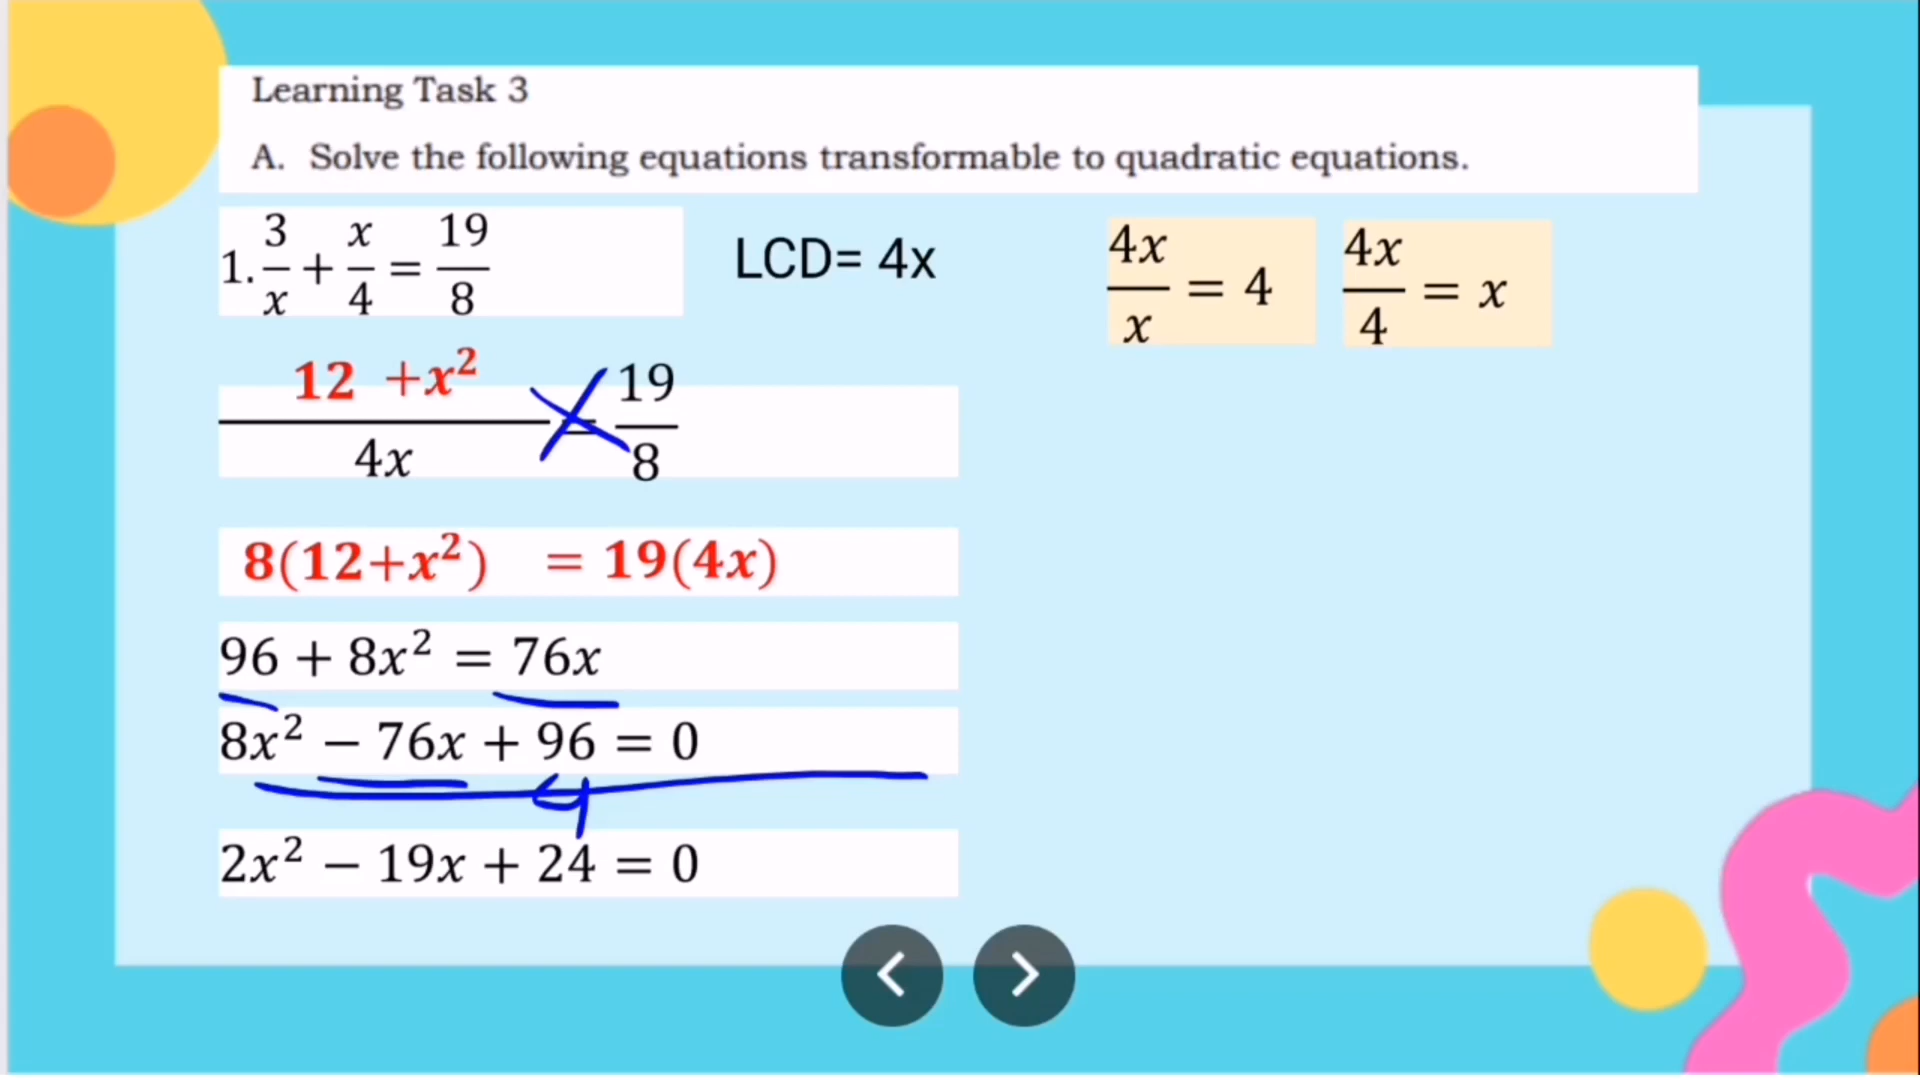 Learning Task 3
A. Solve the following equations transformable to quadratic equations.
1. 3/x + x/4 = 19/8
LCD= 4x
4x/x = 4
4x/4 = x
12 +x²/4x = 19/8
8(12+x²) = 19(4x)
96 + 8x² = 76x
8x² − 76x + 96 = 0
4
2x² − 19x + 24 = 0